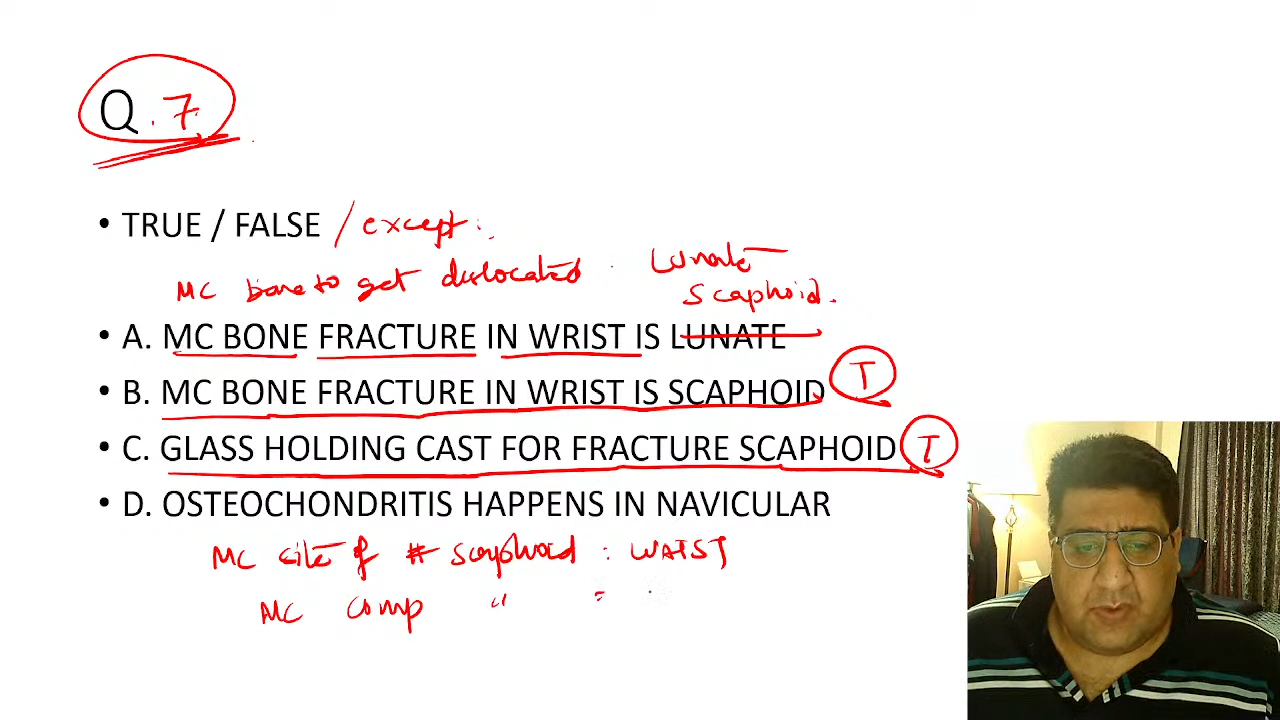 Q.7
• TRUE / FALSE / except :
MC bone to get dislocated : Lunate
Scaphoid.
• A. MC BONE FRACTURE IN WRIST IS LUNATE
• B. MC BONE FRACTURE IN WRIST IS SCAPHOID T
• C. GLASS HOLDING CAST FOR FRACTURE SCAPHOID T
• D. OSTEOCHONDRITIS HAPPENS IN NAVICULAR
MC site of # scaphoid : WAIST
MC comp " =